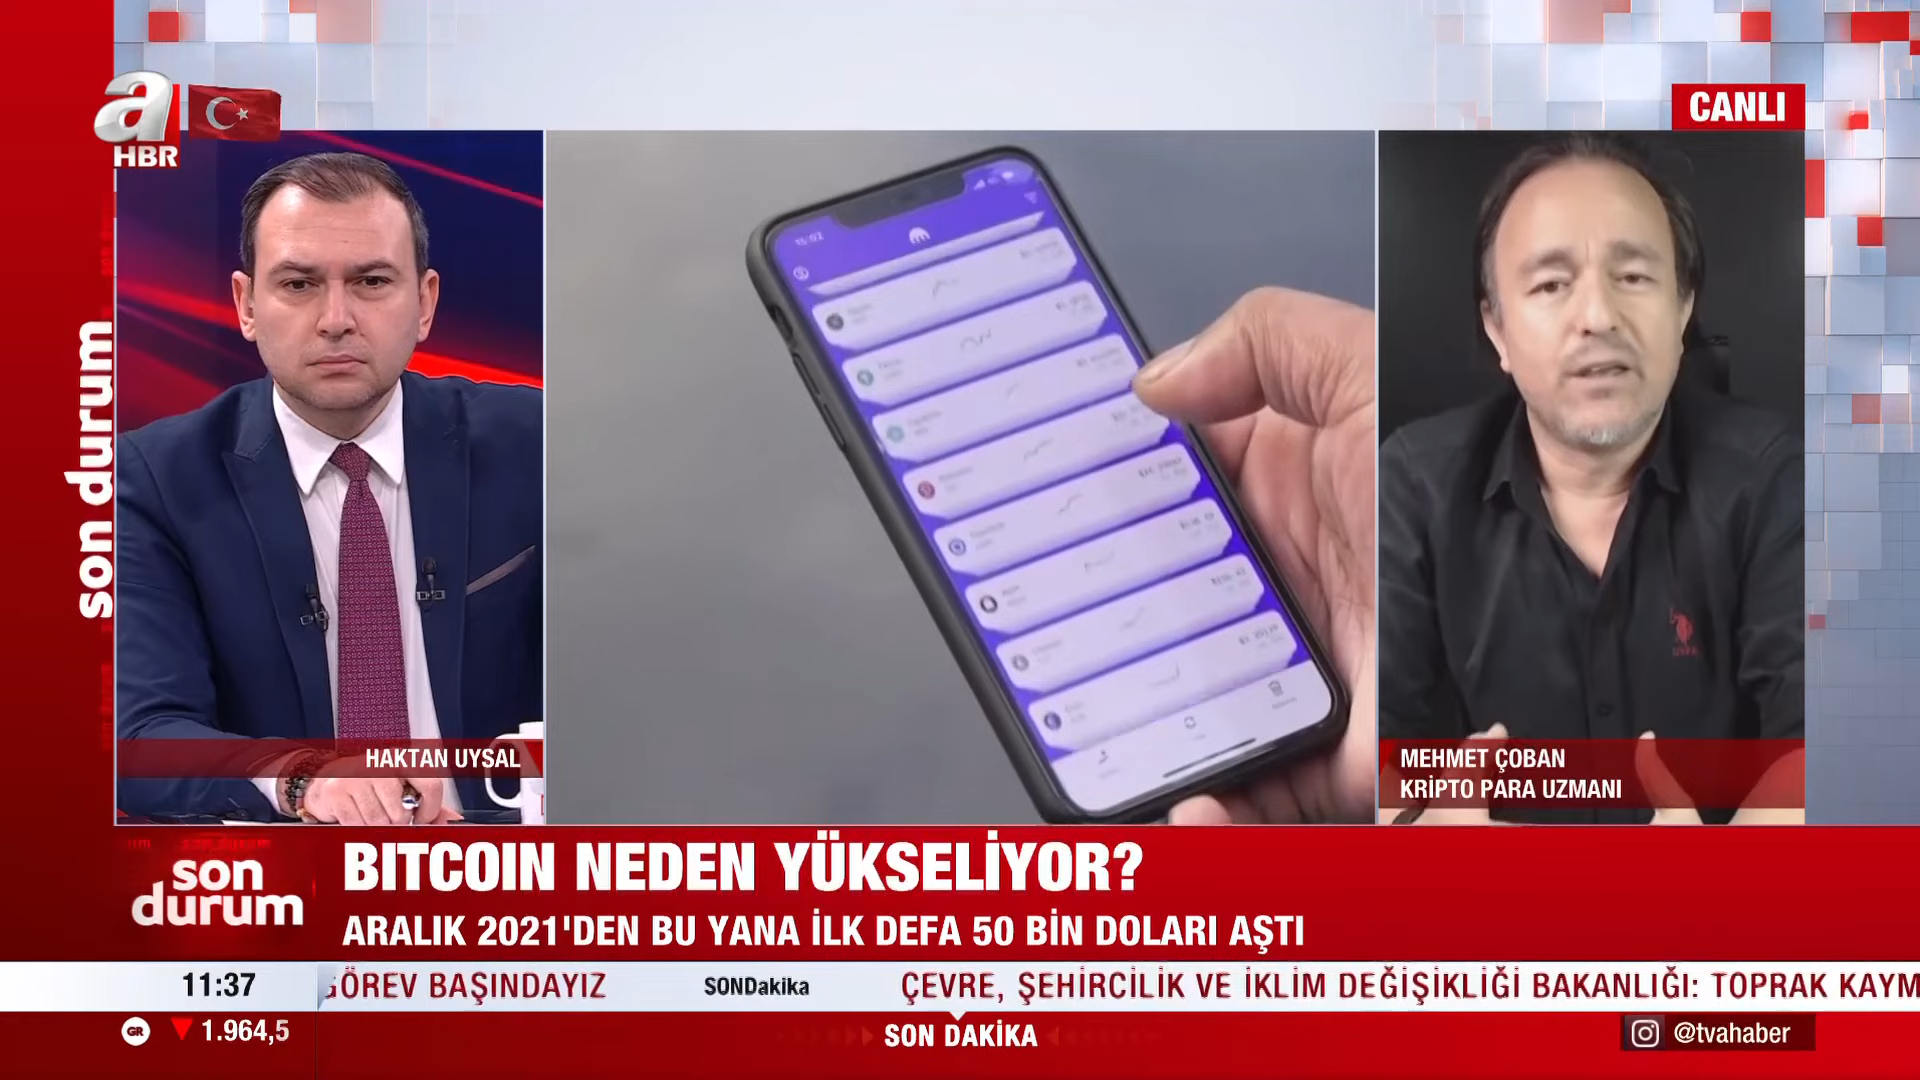 a
HBR
CANLI
son durum
15:02
HAKTAN UYSAL
MEHMET ÇOBAN
KRİPTO PARA UZMANI
son
durum
BITCOIN NEDEN YÜKSELİYOR?
ARALIK 2021'DEN BU YANA İLK DEFA 50 BİN DOLARI AŞTI
11:37
GÖREV BAŞINDAYIZ
SONDakika
ÇEVRE, ŞEHİRCİLİK VE İKLİM DEĞİŞİKLİĞİ BAKANLIĞI: TOPRAK KAYM
GR
1.964,5
SON DAKİKA
@tvahaber